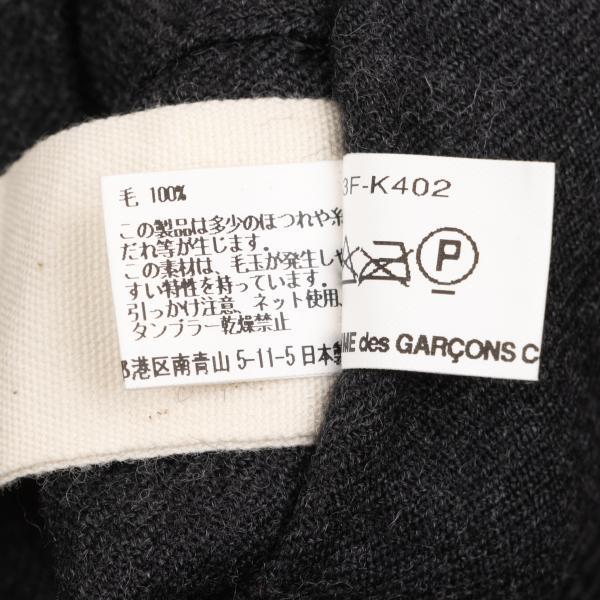 毛 100%
この製品は多少のほつれや糸
だれ等が生じます。
この素材は、毛玉が発生しや
すい特性を持っています。
引っかけ注意、ネット使用、
タンブラー乾燥禁止
港区南青山 5-11-5 日本製
3F-K402
P
des GARÇONS C